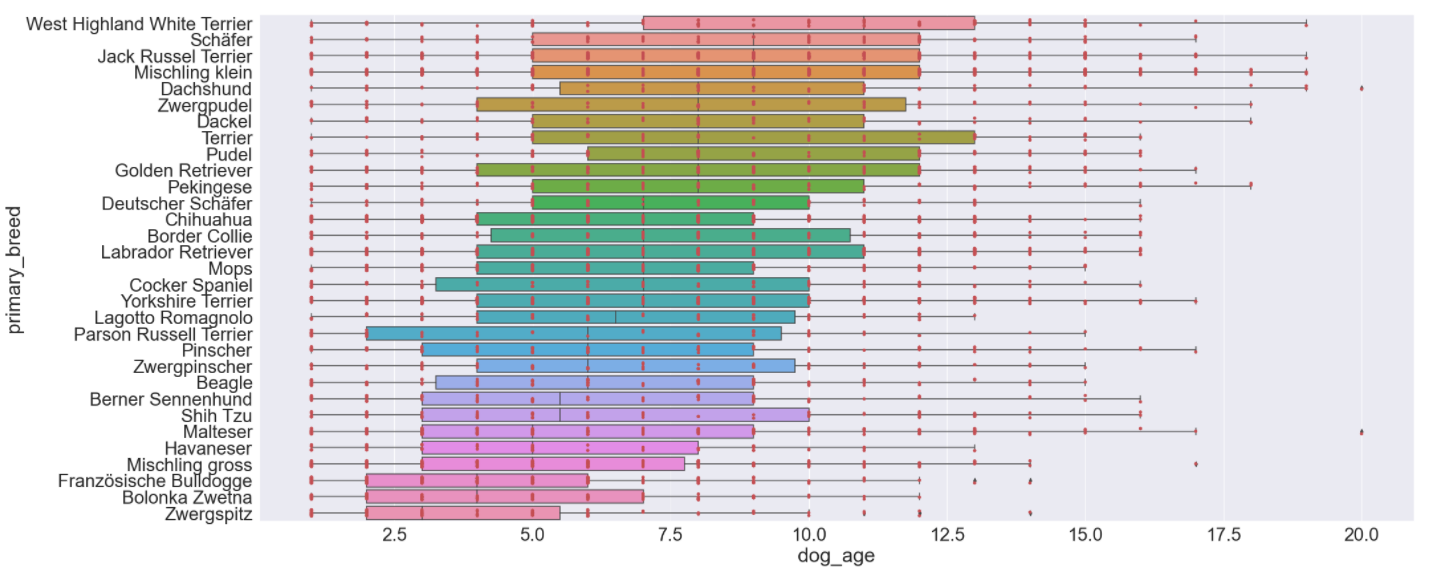 West Highland White Terrier
Schäfer
Jack Russel Terrier
Mischling klein
Dachshund
Zwergpudel
Dackel
Terrier
Pudel
Golden Retriever
Pekingese
Deutscher Schäfer
Chihuahua
Border Collie
Labrador Retriever
Mops
Cocker Spaniel
Yorkshire Terrier
Lagotto Romagnolo
Parson Russell Terrier
Pinscher
Zwergpinscher
Beagle
Berner Sennenhund
Shih Tzu
Malteser
Havaneser
Mischling gross
Französische Bulldogge
Bolonka Zwetna
Zwergspitz
primary_breed
2.5 5.0 7.5 10.0 12.5 15.0 17.5 20.0
dog_age